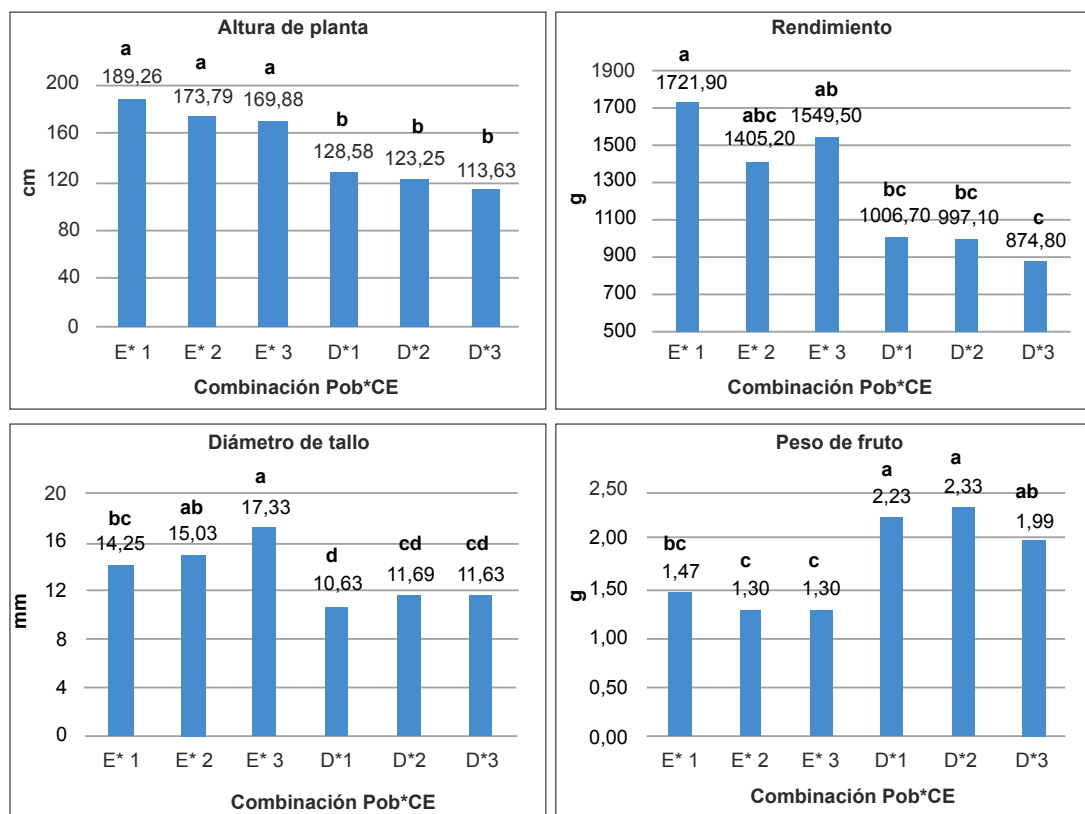 Altura de planta
a
a
a
b
b
b
189,26
173,79
169,88
128,58
123,25
113,63
200
160
120
80
40
0
cm
E* 1
E* 2
E* 3
D*1
D*2
D*3
Combinación Pob*CE
Rendimiento
a
abc
ab
bc
bc
c
1721,90
1405,20
1549,50
1006,70
997,10
874,80
1900
1700
1500
1300
1100
900
700
500
g
E* 1
E* 2
E* 3
D*1
D*2
D*3
Combinación Pob*CE
Diámetro de tallo
bc
ab
a
d
cd
cd
14,25
15,03
17,33
10,63
11,69
11,63
20
16
12
8
4
0
mm
E* 1
E* 2
E* 3
D*1
D*2
D*3
Combinación Pob*CE
Peso de fruto
bc
c
c
a
a
ab
1,47
1,30
1,30
2,23
2,33
1,99
2,50
2,00
1,50
1,00
0,50
0,00
g
E* 1
E* 2
E* 3
D*1
D*2
D*3
Combinación Pob*CE